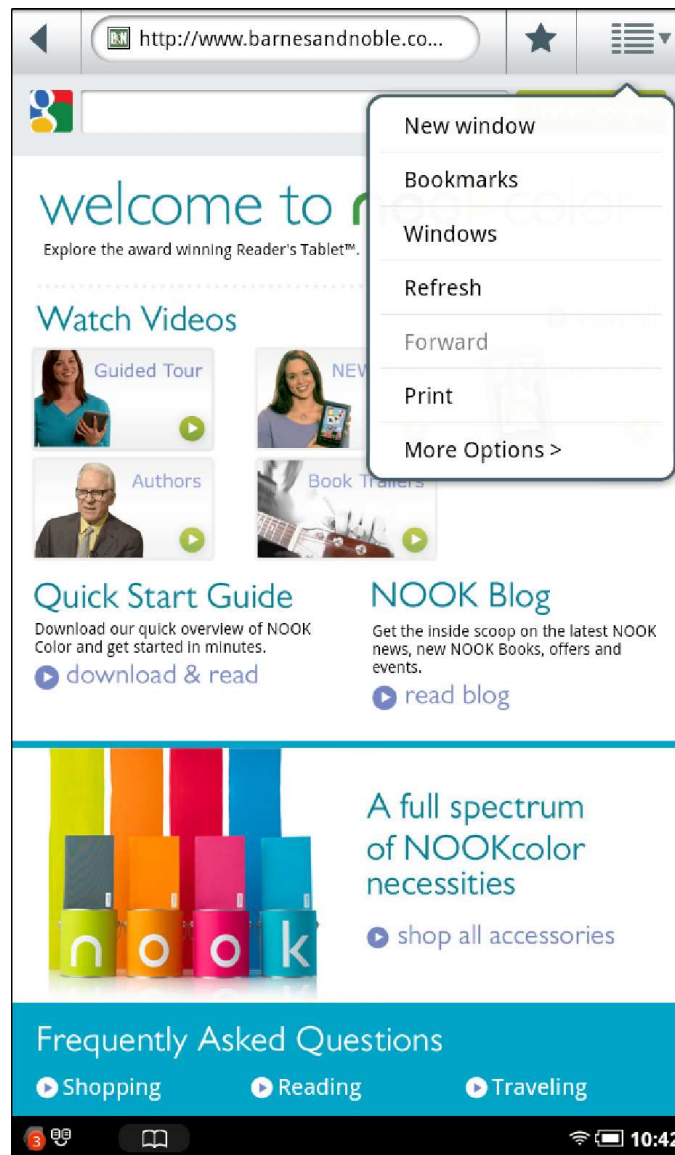 http://www.barnesandnoble.co...
New window
Bookmarks
Windows
Refresh
Forward
Print
More Options >
welcome to
Explore the award winning Reader's Tablet™.
Watch Videos
Guided Tour
NEW
Authors
Book Trailers
Quick Start Guide
Download our quick overview of NOOK
Color and get started in minutes.
download & read
NOOK Blog
Get the inside scoop on the latest NOOK
news, new NOOK Books, offers and
events.
read blog
A full spectrum
of NOOKcolor
necessities
shop all accessories
nook
Frequently Asked Questions
Shopping
Reading
Traveling
3
10:42